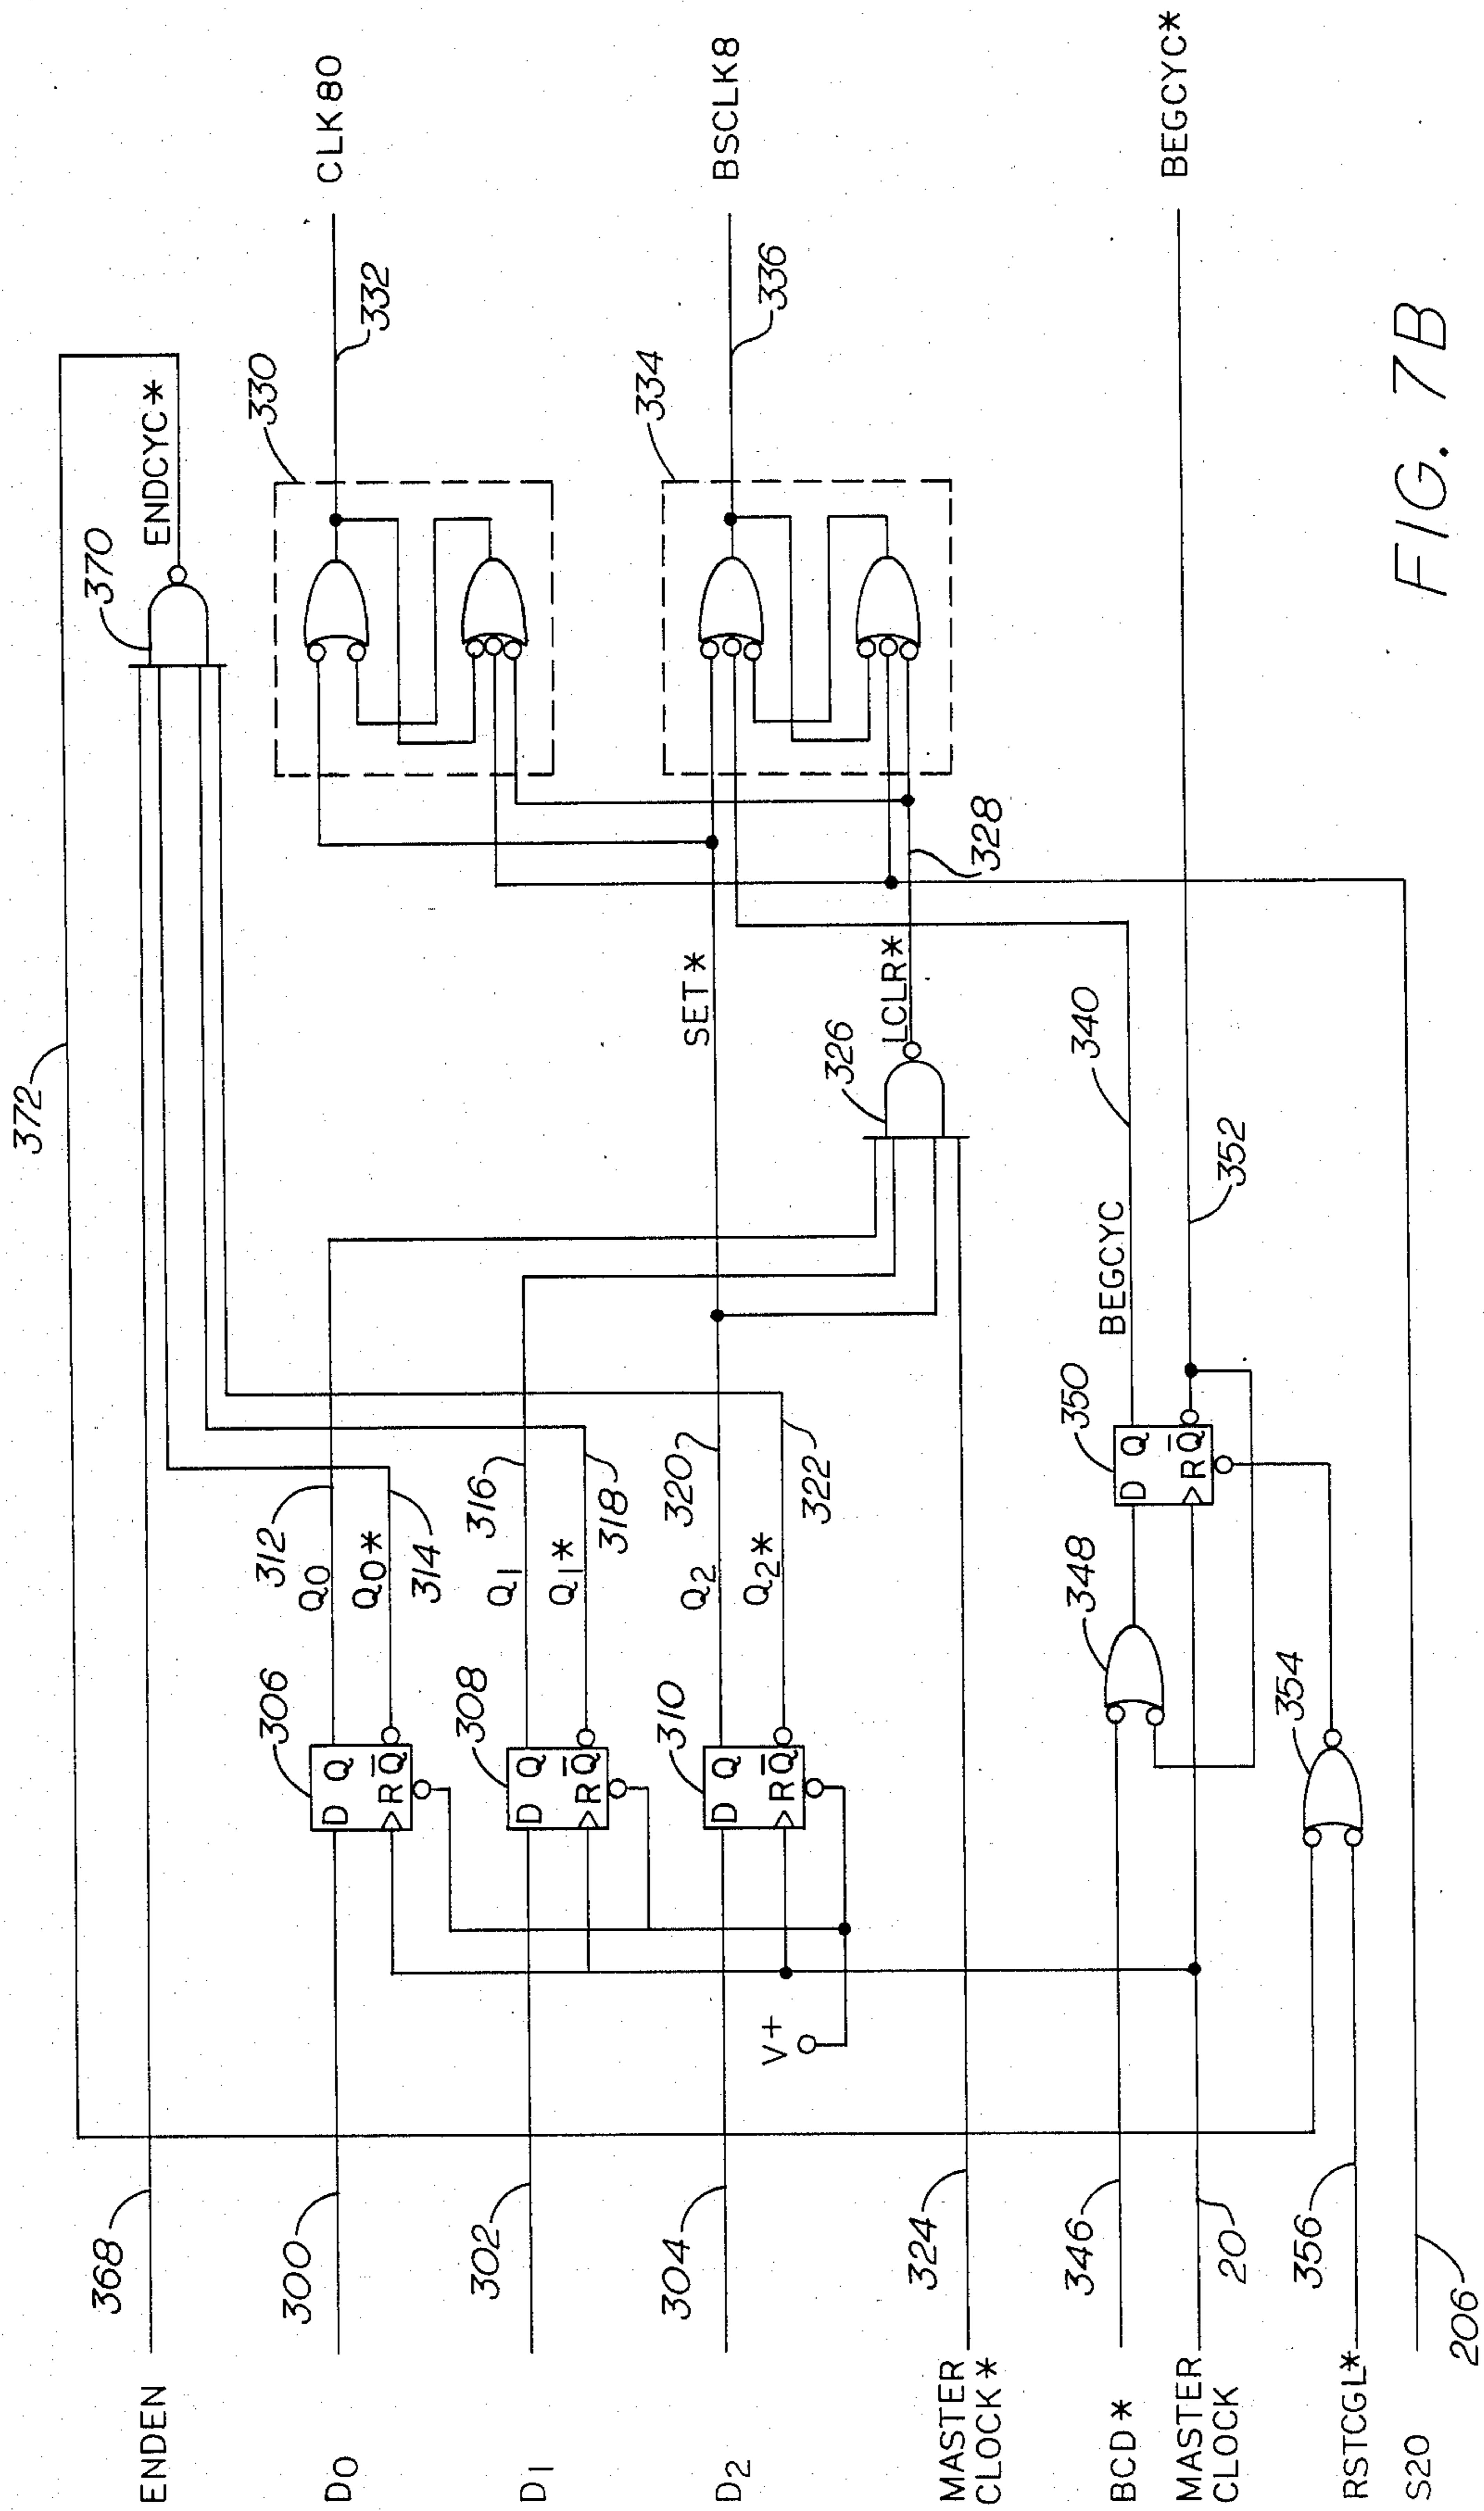 372
370
ENDCYC*
330
332
CLK80
368
ENDEN
300
D0
306
D Q
R Q̅
312
Q0
Q0*
314
302
D1
308
D Q
R Q̅
316
Q1
Q1*
318
304
D2
310
D Q
R Q̅
320
Q2
Q2*
322
V+
SET*
334
336
BSCLK8
326
LCLR*
328
324
MASTER
CLOCK*
346
BCD*
348
350
D Q
R Q̅
BEGCYC
340
352
BEGCYC*
20
MASTER
CLOCK
354
356
RSTCGL*
206
S20
FIG. 7B